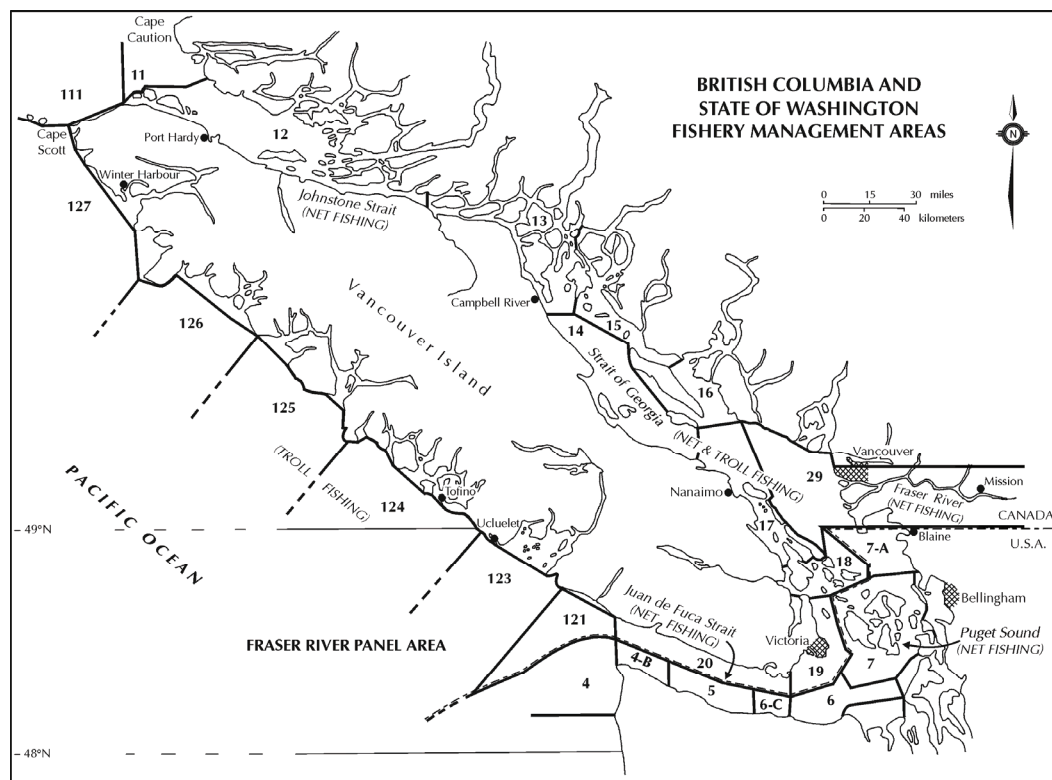 Cape
Caution
BRITISH COLUMBIA AND
STATE OF WASHINGTON
FISHERY MANAGEMENT AREAS
11
111
Cape
Scott
Port Hardy
12
N
Winter Harbour
127
Johnstone Strait
(NET FISHING)
13
0 15 30 miles
0 20 40 kilometers
Campbell River
Vancouver Island
126
14
15
Strait of Georgia
16
(NET & TROLL FISHING)
125
(TROLL FISHING)
PACIFIC OCEAN
124
Tofino
Nanaimo
29
Vancouver
Fraser River
(NET FISHING)
Mission
49°N
Ucluelet
17
CANADA
U.S.A.
Blaine
7-A
18
123
Bellingham
121
Juan de Fuca Strait
(NET FISHING)
Victoria
Puget Sound
(NET FISHING)
FRASER RIVER PANEL AREA
4-B
20
19
7
4
5
6-C
6
48°N